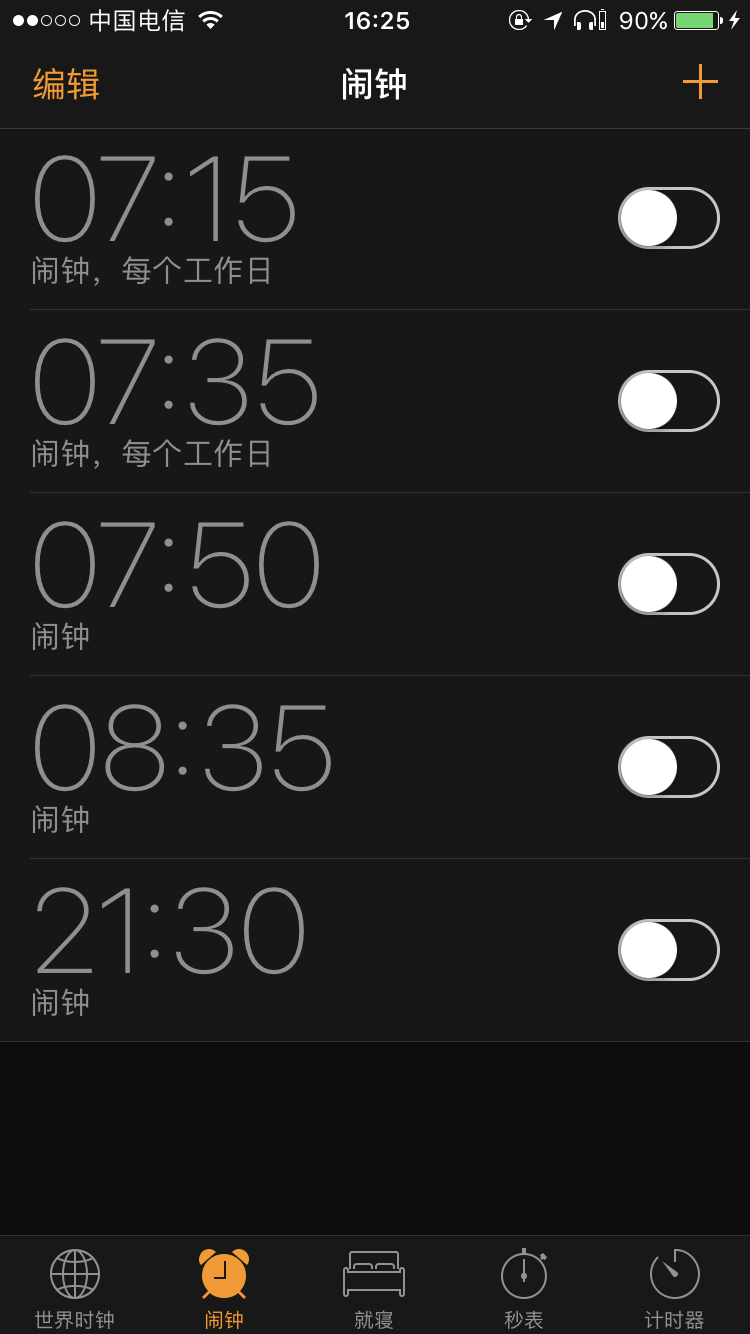 中国电信 16:25 90%
编辑 闹钟
07:15
闹钟，每个工作日
07:35
闹钟，每个工作日
07:50
闹钟
08:35
闹钟
21:30
闹钟
世界时钟 闹钟 就寝 秒表 计时器